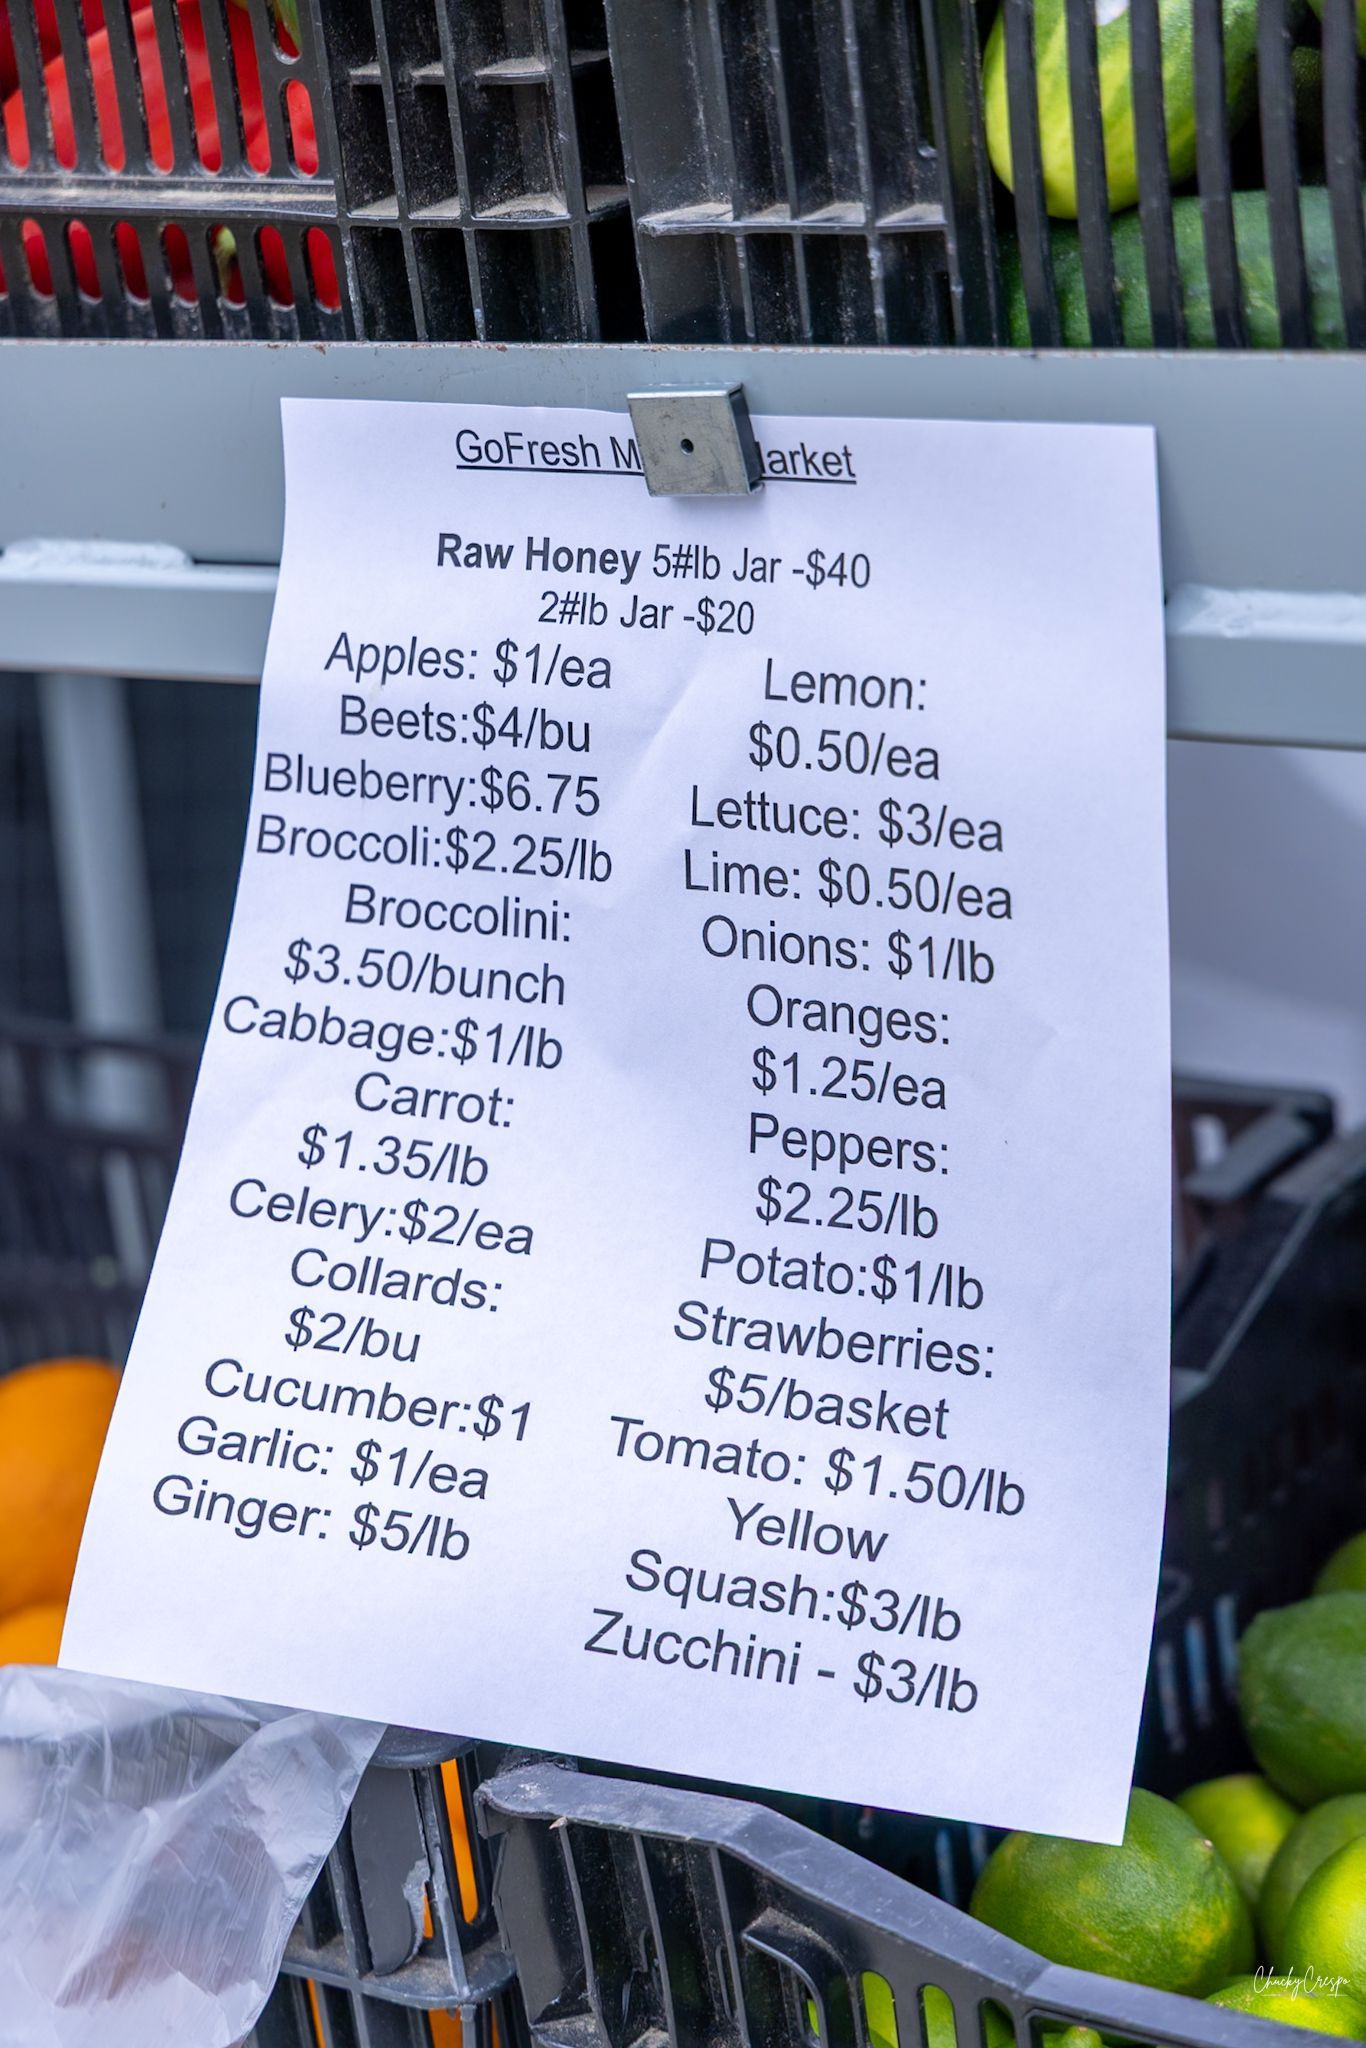 GoFresh M arket
Raw Honey 5#lb Jar -$40
2#lb Jar -$20
Apples: $1/ea
Beets:$4/bu
Blueberry:$6.75
Broccoli:$2.25/lb
Broccolini:
$3.50/bunch
Cabbage:$1/lb
Carrot:
$1.35/lb
Celery:$2/ea
Collards:
$2/bu
Cucumber:$1
Garlic: $1/ea
Ginger: $5/lb
Lemon:
$0.50/ea
Lettuce: $3/ea
Lime: $0.50/ea
Onions: $1/lb
Oranges:
$1.25/ea
Peppers:
$2.25/lb
Potato:$1/lb
Strawberries:
$5/basket
Tomato: $1.50/lb
Yellow
Squash:$3/lb
Zucchini - $3/lb
ChuckyCrespo